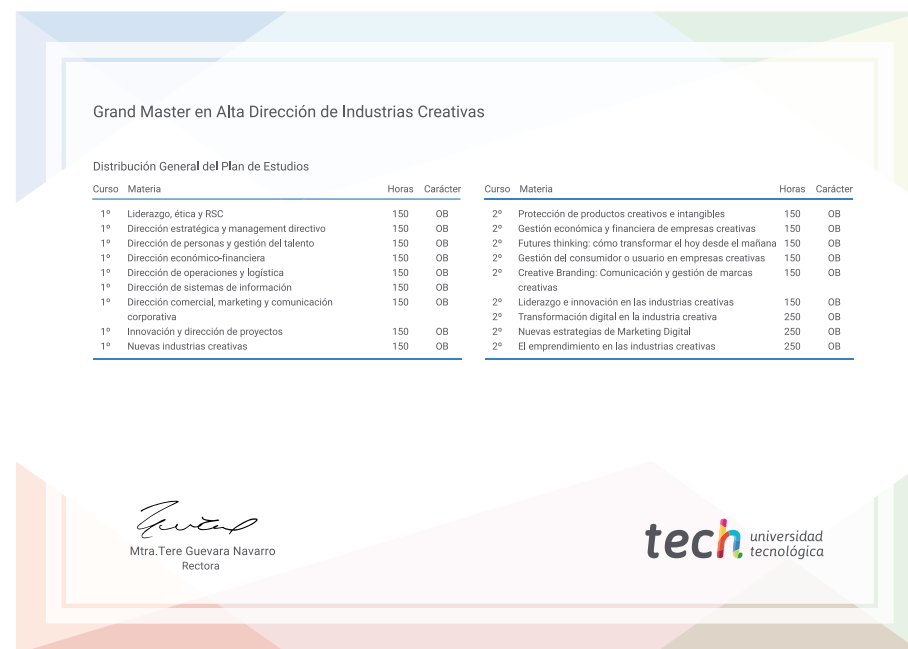 Grand Master en Alta Dirección de Industrias Creativas
Distribución General del Plan de Estudios
Curso Materia Horas Carácter
1º Liderazgo, ética y RSC 150 OB
1º Dirección estratégica y management directivo 150 OB
1º Dirección de personas y gestión del talento 150 OB
1º Dirección económico-financiera 150 OB
1º Dirección de operaciones y logística 150 OB
1º Dirección de sistemas de información 150 OB
1º Dirección comercial, marketing y comunicación 150 OB
corporativa
1º Innovación y dirección de proyectos 150 OB
1º Nuevas industrias creativas 150 OB
Curso Materia Horas Carácter
2º Protección de productos creativos e intangibles 150 OB
2º Gestión económica y financiera de empresas creativas 150 OB
2º Futures thinking: cómo transformar el hoy desde el mañana 150 OB
2º Gestión del consumidor o usuario en empresas creativas 150 OB
2º Creative Branding: Comunicación y gestión de marcas 150 OB
creativas
2º Liderazgo e innovación en las industrias creativas 150 OB
2º Transformación digital en la industria creativa 250 OB
2º Nuevas estrategias de Marketing Digital 250 OB
2º El emprendimiento en las industrias creativas 250 OB
Mtra.Tere Guevara Navarro
Rectora
tech universidad
tecnológica